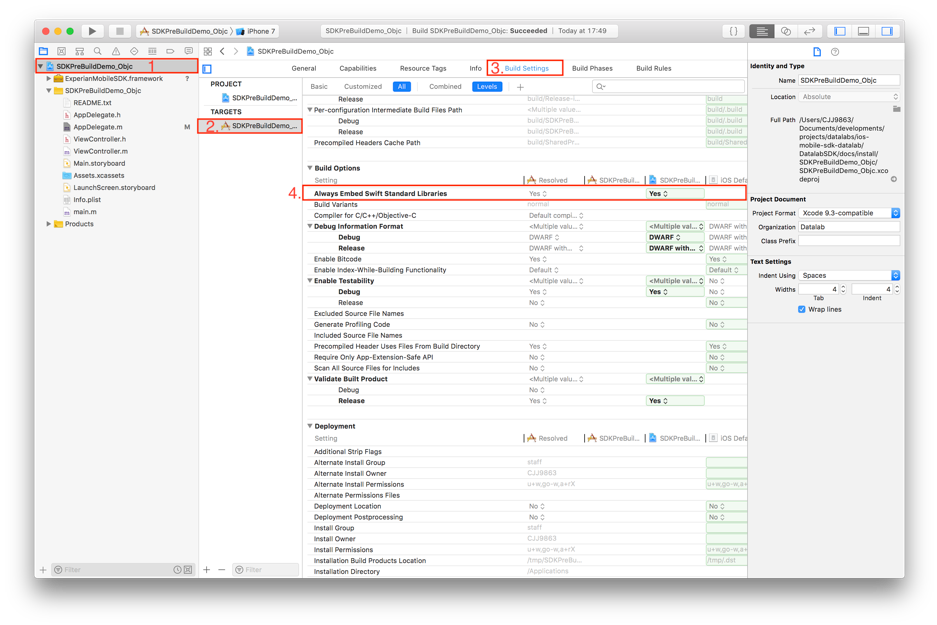 SDKPreBuildDemo_Objc 〉 iPhone 7
SDKPreBuildDemo_Objc | Build SDKPreBuildDemo_Objc: Succeeded | Today at 17:49
SDKPreBuildDemo_Objc 1
ExperianMobileSDK.framework ?
SDKPreBuildDemo_Objc
README.txt
AppDelegate.h
AppDelegate.m M
ViewController.h
ViewController.m
Main.storyboard
Assets.xcassets
LaunchScreen.storyboard
Info.plist
main.m
Products
Filter
SDKPreBuildDemo_Objc
General Capabilities Resource Tags Info 3. Build Settings Build Phases Build Rules
PROJECT
SDKPreBuildDemo_...
TARGETS
2. SDKPreBuildDemo_...
Filter
Basic Customized All Combined Levels +
Release build/Release-i... build
Per-configuration Intermediate Build Files Path <Multiple value... build/.build
Debug build/SDKPreB... build/.build
Release build/SDKPreB... build/.build
Precompiled Headers Cache Path build/SharedPr... build/Shared
Build Options
Setting Resolved SDKPreBuil... SDKPreBuil... iOS Defa
4. Always Embed Swift Standard Libraries Yes Yes
Build Variants normal normal
Compiler for C/C++/Objective-C Default compi...
Debug Information Format <Multiple valu... <Multiple val... DWARF with
Debug DWARF DWARF DWARF with
Release DWARF with... DWARF with... DWARF with
Enable Bitcode Yes Yes
Enable Index-While-Building Functionality Default Default
Enable Testability <Multiple valu... <Multiple val... No
Debug Yes Yes No
Release No No
Excluded Source File Names
Generate Profiling Code No No
Included Source File Names
Precompiled Header Uses Files From Build Directory Yes Yes
Require Only App-Extension-Safe API No No
Scan All Source Files for Includes No No
Validate Built Product <Multiple valu... <Multiple val... No
Debug No No
Release Yes Yes No
Deployment
Setting Resolved SDKPreBuil... SDKPreBuil... iOS Defa
Additional Strip Flags
Alternate Install Group staff
Alternate Install Owner CJJ9863
Alternate Install Permissions u+w,go-w,a+rX u+w,go-w,a+
Alternate Permissions Files
Deployment Location No No
Deployment Postprocessing No No
Install Group staff
Install Owner CJJ9863
Install Permissions u+w,go-w,a+rX u+w,go-w,a+
Installation Build Products Location /tmp/SDKPreBu... /tmp/.dst
Installation Directory /Applications
Identity and Type
Name SDKPreBuildDemo_Objc
Location Absolute
Full Path /Users/CJJ9863/
Documents/developments/
projects/datalabs/ios-
mobile-sdk-datalab/
DatalabSDK/docs/install/
SDKPreBuildDemo_Objc/
SDKPreBuildDemo_Objc.xco
deproj
Project Document
Project Format Xcode 9.3-compatible
Organization Datalab
Class Prefix
Text Settings
Indent Using Spaces
Widths 4 4
Tab Indent
Wrap lines